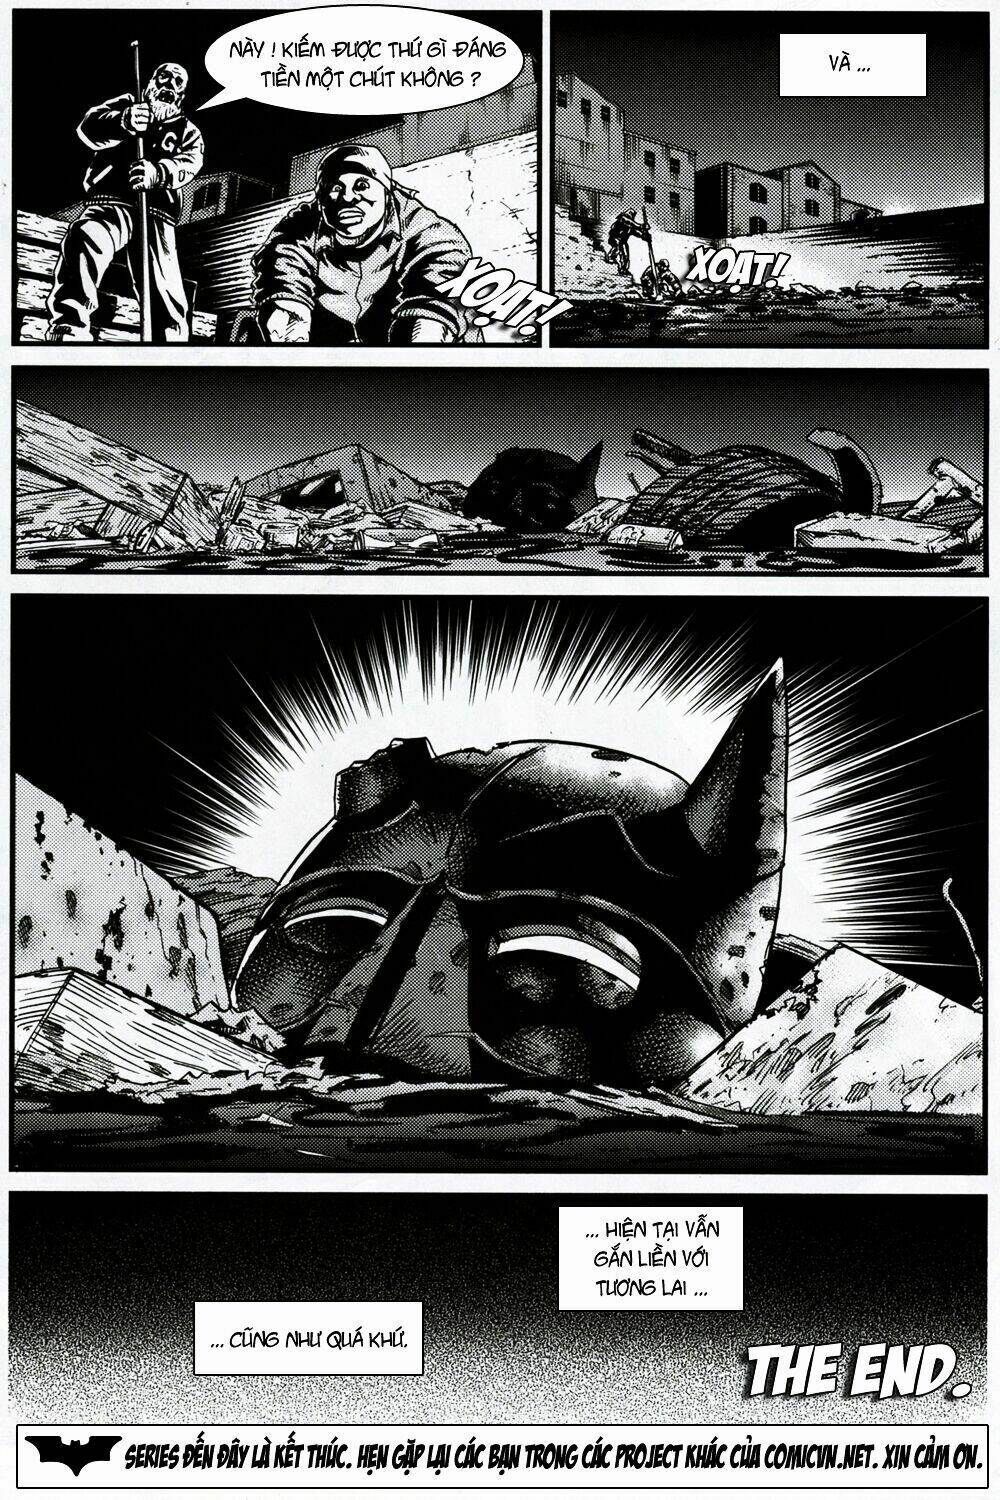 NÀY ! KIẾM ĐƯỢC THỨ GÌ ĐÁNG
TIỀN MỘT CHÚT KHÔNG ?
XOẠT!
VÀ ...
XOẠT!
... HIỆN TẠI VẪN
GẮN LIỀN VỚI
TƯƠNG LAI ...
... CŨNG NHƯ QUÁ KHỨ.
THE END.
SERIES ĐẾN ĐÂY LÀ KẾT THÚC. HẸN GẶP LẠI CÁC BẠN TRONG CÁC PROJECT KHÁC CỦA COMICVN.NET. XIN CẢM ƠN.